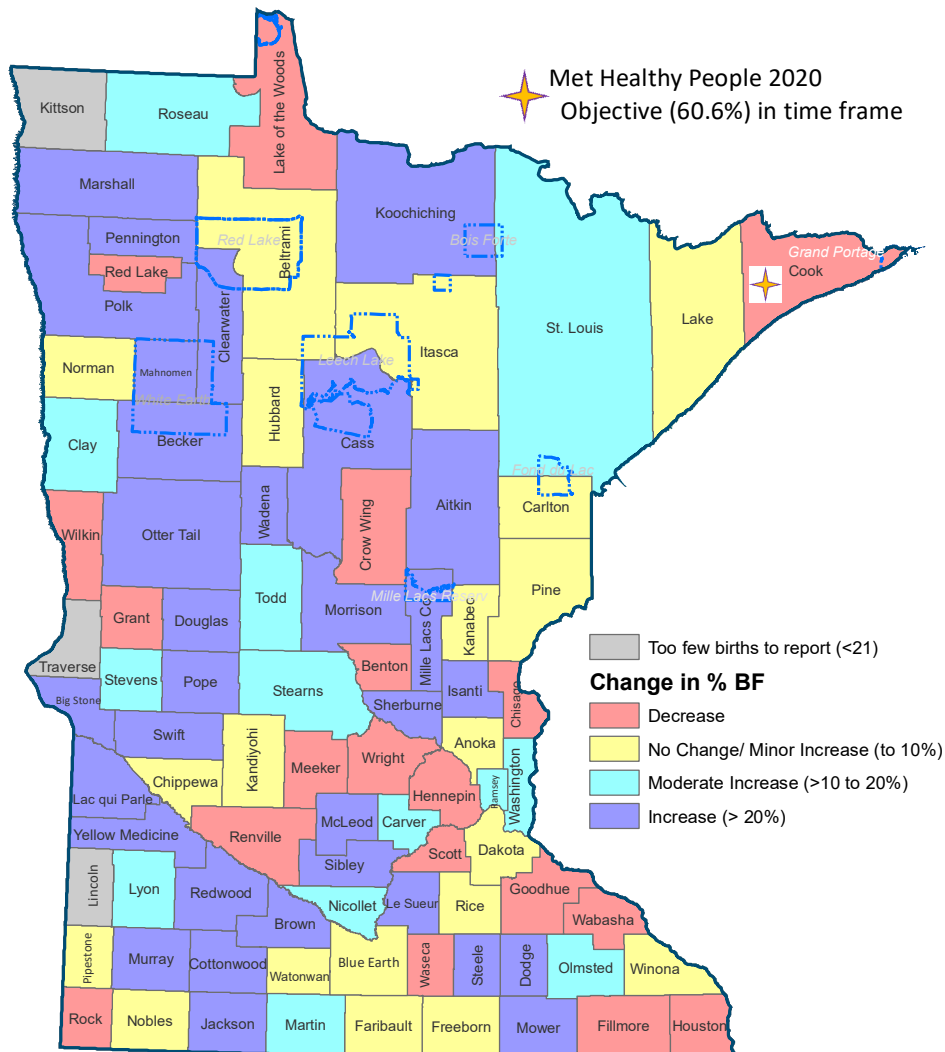 Met Healthy People 2020
Objective (60.6%) in time frame
Kittson
Roseau
Lake of the Woods
Marshall
Koochiching
Pennington
Red Lake
Beltrami
Bois Forte
Grand Portage
Red Lake
Cook
Polk
Clearwater
St. Louis
Lake
Norman
Mahnomen
Leech Lake
Itasca
White Earth
Hubbard
Clay
Becker
Cass
Fond du Lac
Wilkin
Otter Tail
Wadena
Crow Wing
Aitkin
Carlton
Grant
Douglas
Todd
Morrison
Mille Lacs Reserv
Mille Lacs Co
Kanabec
Pine
Traverse
Stevens
Pope
Stearns
Benton
Isanti
Chisago
Big Stone
Sherburne
Swift
Kandiyohi
Meeker
Wright
Anoka
Washington
Chippewa
Hennepin
Ramsey
Lac qui Parle
McLeod
Carver
Yellow Medicine
Renville
Scott
Dakota
Sibley
Lincoln
Lyon
Redwood
Nicollet
Le Sueur
Rice
Goodhue
Brown
Wabasha
Pipestone
Murray
Cottonwood
Watonwan
Blue Earth
Waseca
Steele
Dodge
Olmsted
Winona
Rock
Nobles
Jackson
Martin
Faribault
Freeborn
Mower
Fillmore
Houston
Too few births to report (<21)
Change in % BF
Decrease
No Change/ Minor Increase (to 10%)
Moderate Increase (>10 to 20%)
Increase (> 20%)